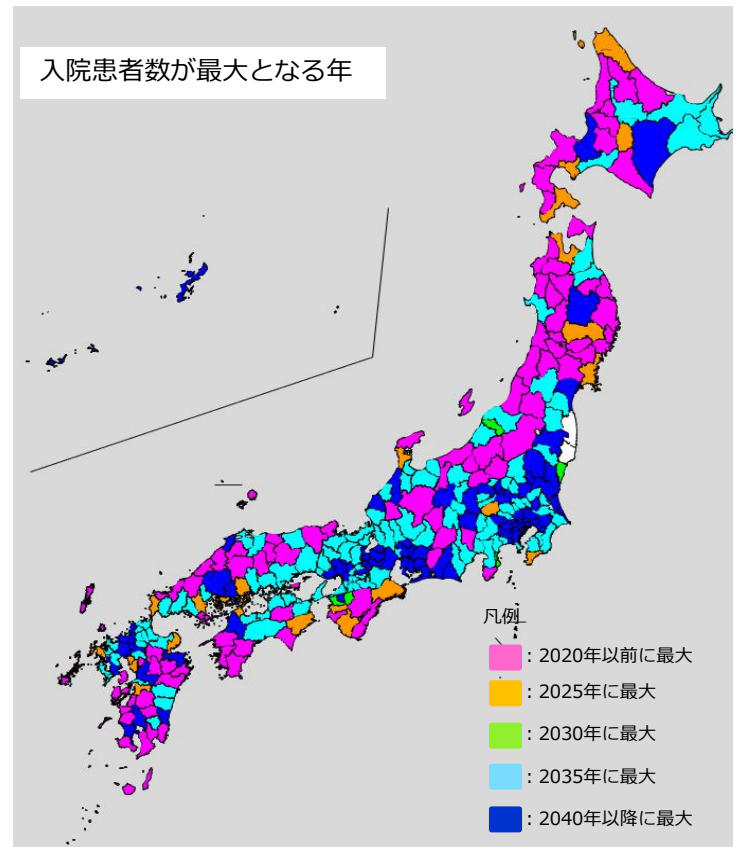 入院患者数が最大となる年
凡例
: 2020年以前に最大
: 2025年に最大
: 2030年に最大
: 2035年に最大
: 2040年以降に最大